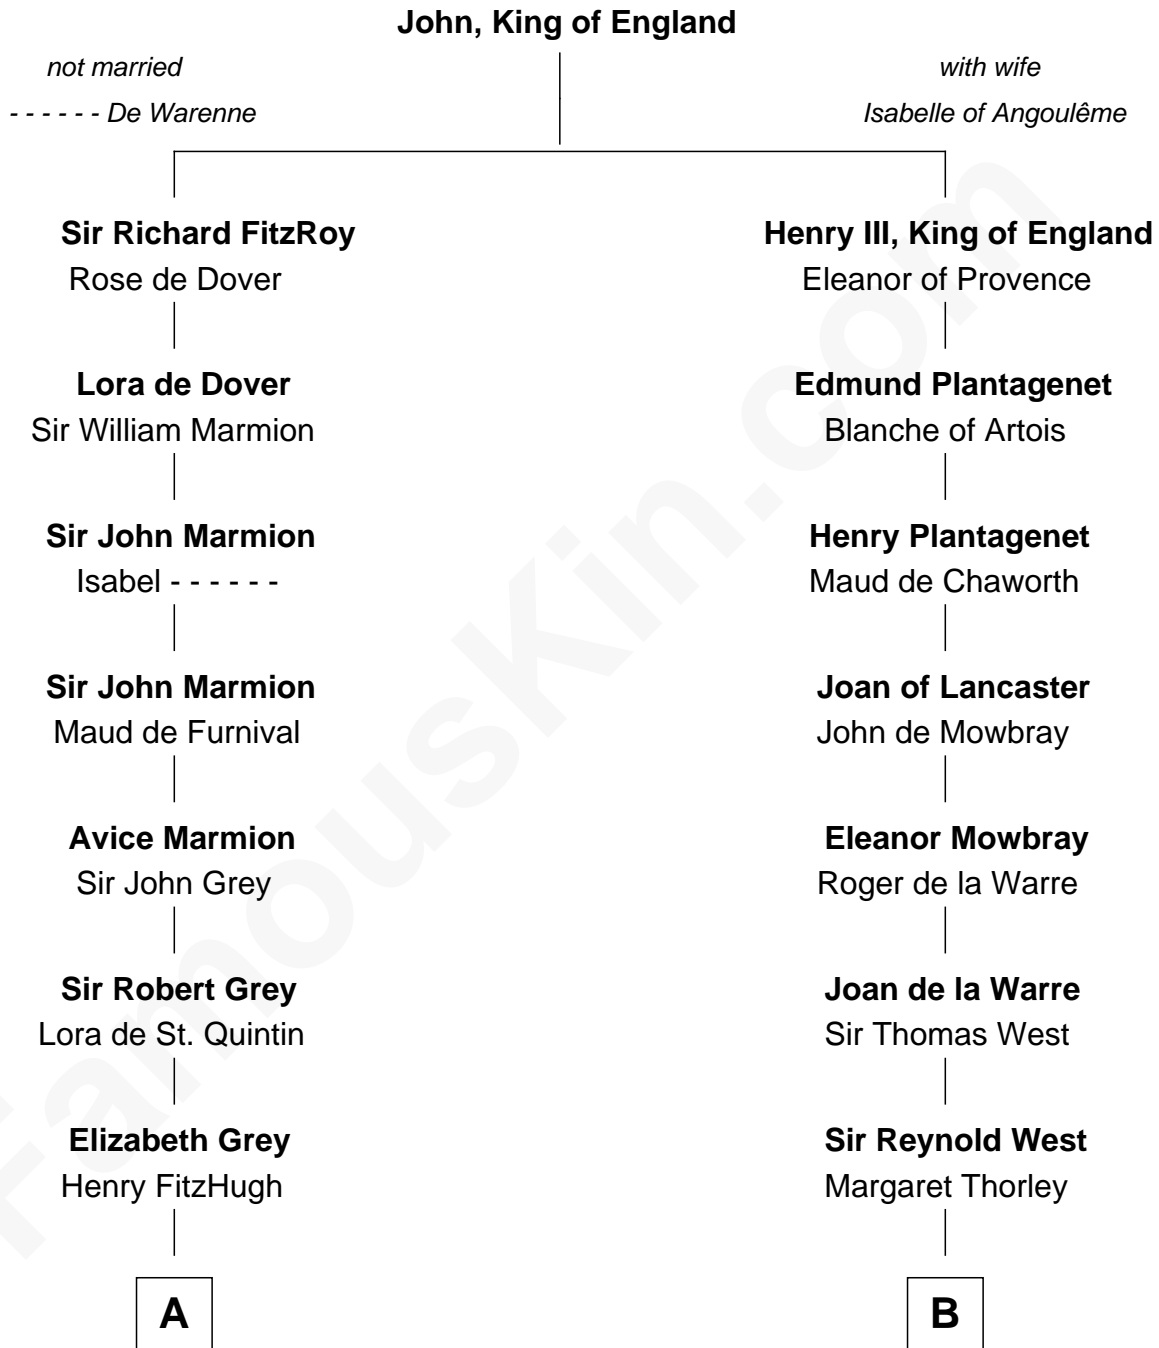 John, King of England
not married
- - - - - - De Warenne
with wife
Isabelle of Angoulême
Sir Richard FitzRoy
Rose de Dover
Henry III, King of England
Eleanor of Provence
Lora de Dover
Sir William Marmion
Edmund Plantagenet
Blanche of Artois
Sir John Marmion
Isabel - - - - - -
Henry Plantagenet
Maud de Chaworth
Sir John Marmion
Maud de Furnival
Joan of Lancaster
John de Mowbray
Avice Marmion
Sir John Grey
Eleanor Mowbray
Roger de la Warre
Sir Robert Grey
Lora de St. Quintin
Joan de la Warre
Sir Thomas West
Elizabeth Grey
Henry FitzHugh
Sir Reynold West
Margaret Thorley
A
B
FamousKin.com